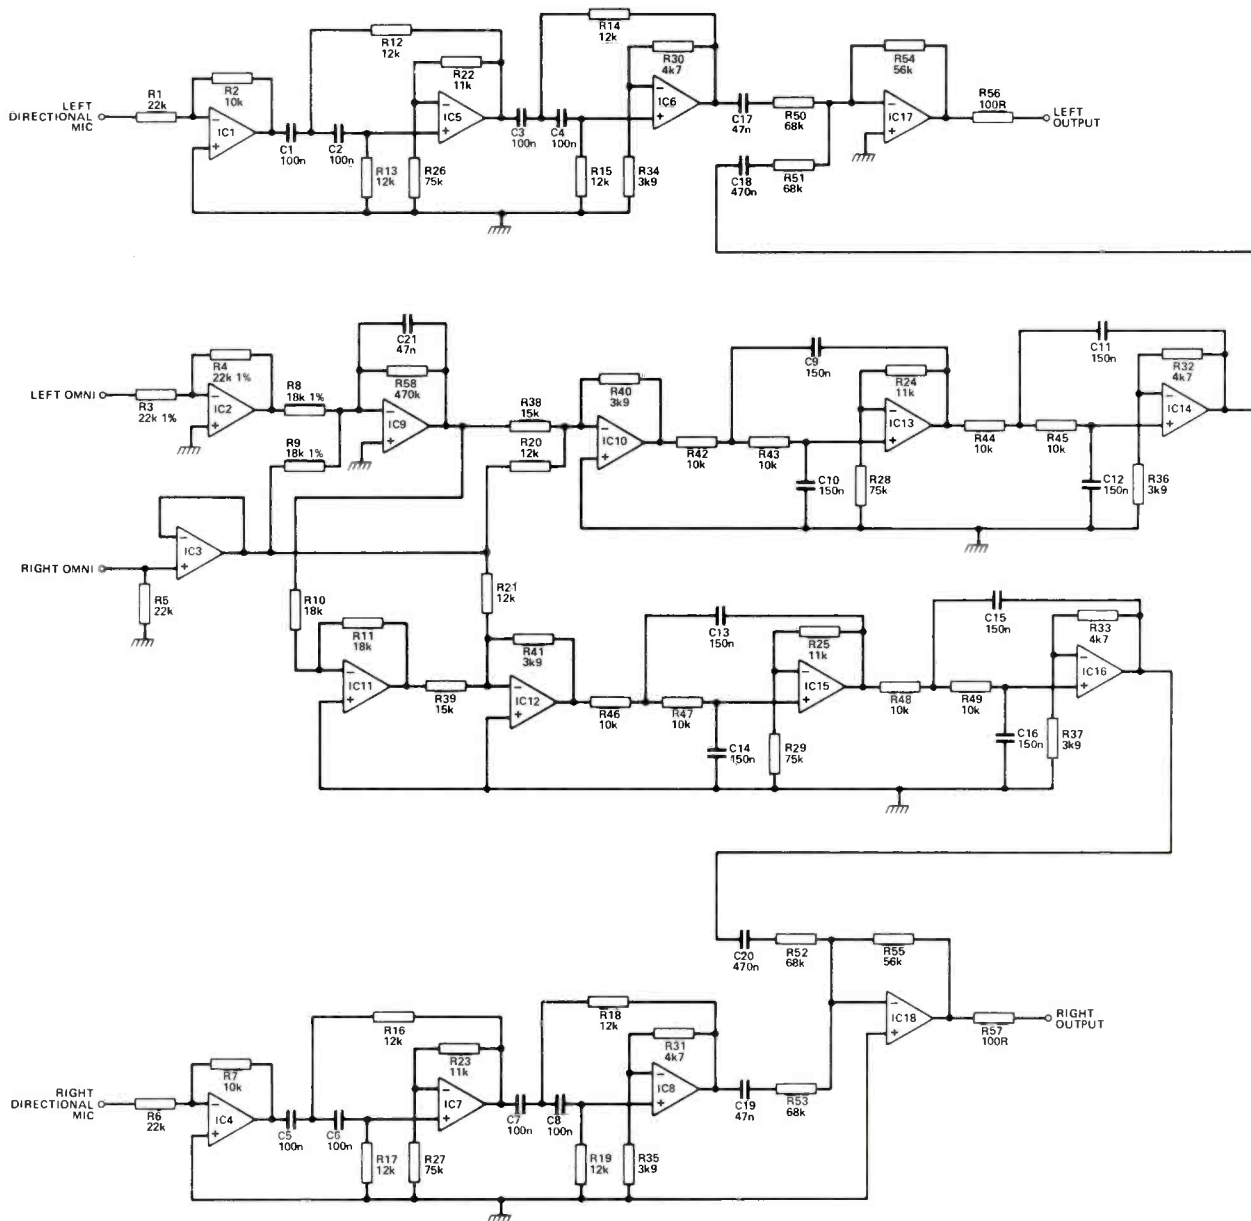 R14
12k
R12
12k
R30
4k7
R54
56k
R22
11k
R1
22k
R2
10k
LEFT
DIRECTIONAL
MIC
IC1
IC5
IC6
IC17
R56
100R
LEFT
OUTPUT
C1
100n
C2
100n
C3
100n
C4
100n
C17
47n
R50
68k
R13
12k
R26
75k
R15
12k
R34
3k9
C18
470n
R51
68k
C21
47n
R4
22k 1%
R58
470k
LEFT OMNI
R3
22k 1%
IC2
R8
18k 1%
R9
18k 1%
IC9
R38
15k
R20
12k
R40
3k9
IC10
R42
10k
R43
10k
C9
150n
R24
11k
IC13
C10
150n
R28
75k
R44
10k
R45
10k
C11
150n
R32
4k7
IC14
C12
150n
R36
3k9
IC3
RIGHT OMNI
R5
22k
R10
18k
R11
18k
IC11
R21
12k
R39
15k
R41
3k9
IC12
R46
10k
R47
10k
C13
150n
R25
11k
IC15
C14
150n
R29
75k
R48
10k
R49
10k
C15
150n
R33
4k7
IC16
C16
150n
R37
3k9
C20
470n
R52
68k
R55
56k
IC18
R57
100R
RIGHT
OUTPUT
R18
12k
R16
12k
R31
4k7
R23
11k
R7
10k
RIGHT
DIRECTIONAL
MIC
R6
22k
IC4
C5
100n
C6
100n
IC7
C7
100n
C8
100n
IC8
C19
47n
R53
68k
R17
12k
R27
75k
R19
12k
R35
3k9